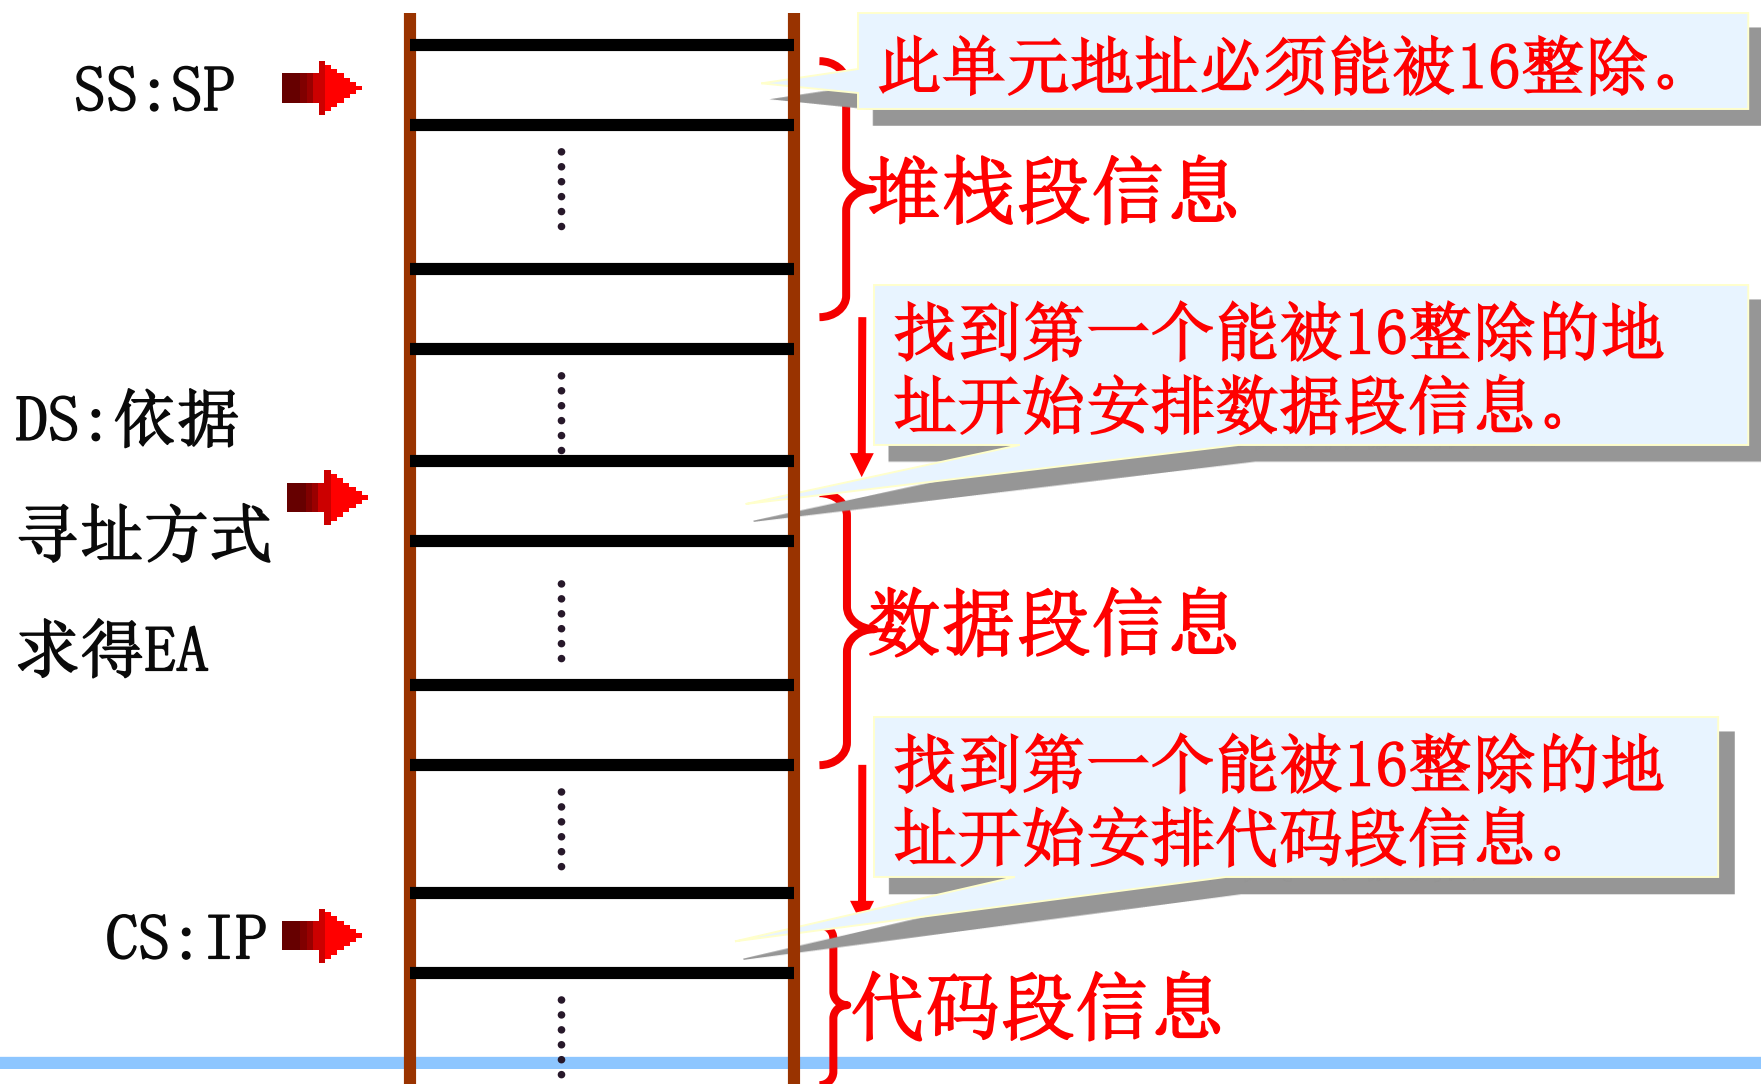 此单元地址必须能被16整除。
SS:SP
堆栈段信息
找到第一个能被16整除的地
址开始安排数据段信息。
DS:依据
寻址方式
求得EA
数据段信息
找到第一个能被16整除的地
址开始安排代码段信息。
CS:IP
代码段信息